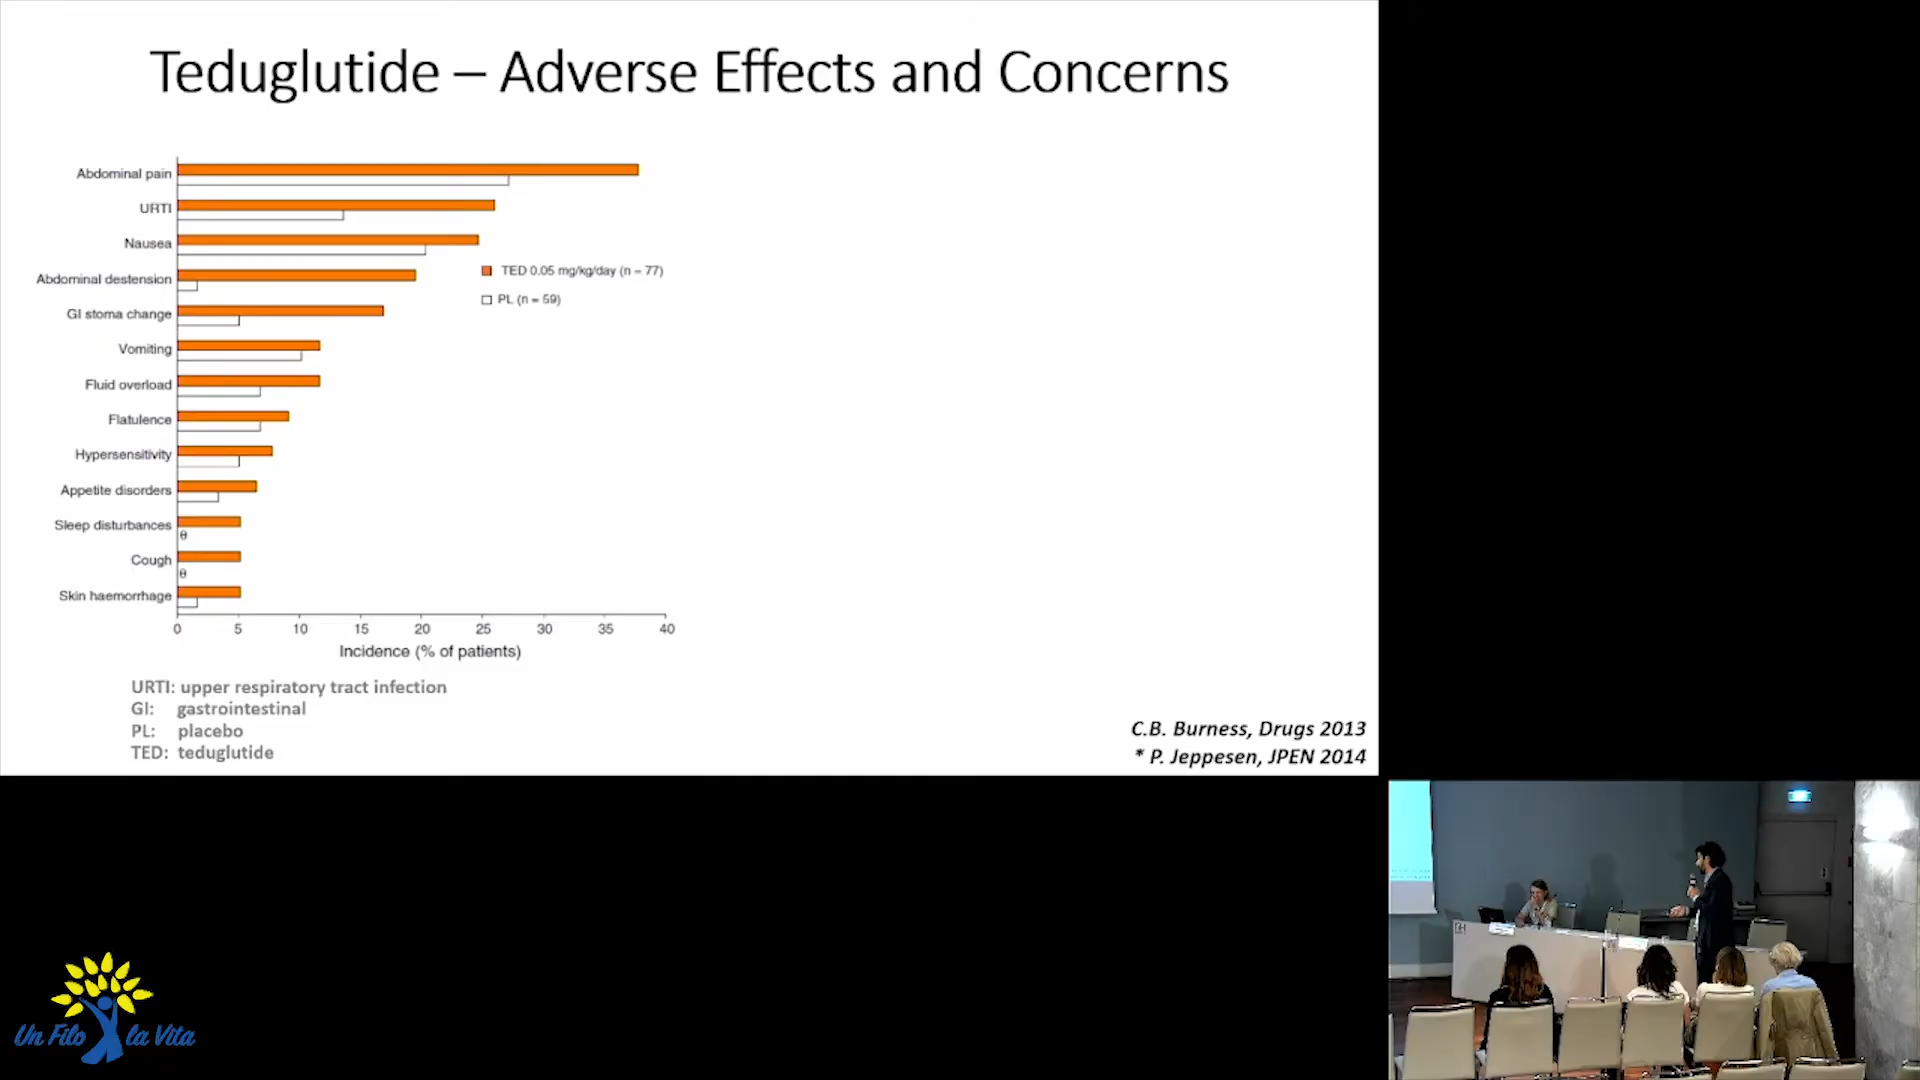 Teduglutide – Adverse Effects and Concerns
Abdominal pain
URTI
Nausea
Abdominal destension
GI stoma change
Vomiting
Fluid overload
Flatulence
Hypersensitivity
Appetite disorders
Sleep disturbances
θ
Cough
θ
Skin haemorrhage
TED 0.05 mg/kg/day (n = 77)
PL (n = 59)
0 5 10 15 20 25 30 35 40
Incidence (% of patients)
URTI: upper respiratory tract infection
GI: gastrointestinal
PL: placebo
TED: teduglutide
C.B. Burness, Drugs 2013
* P. Jeppesen, JPEN 2014
Un Filo la Vita